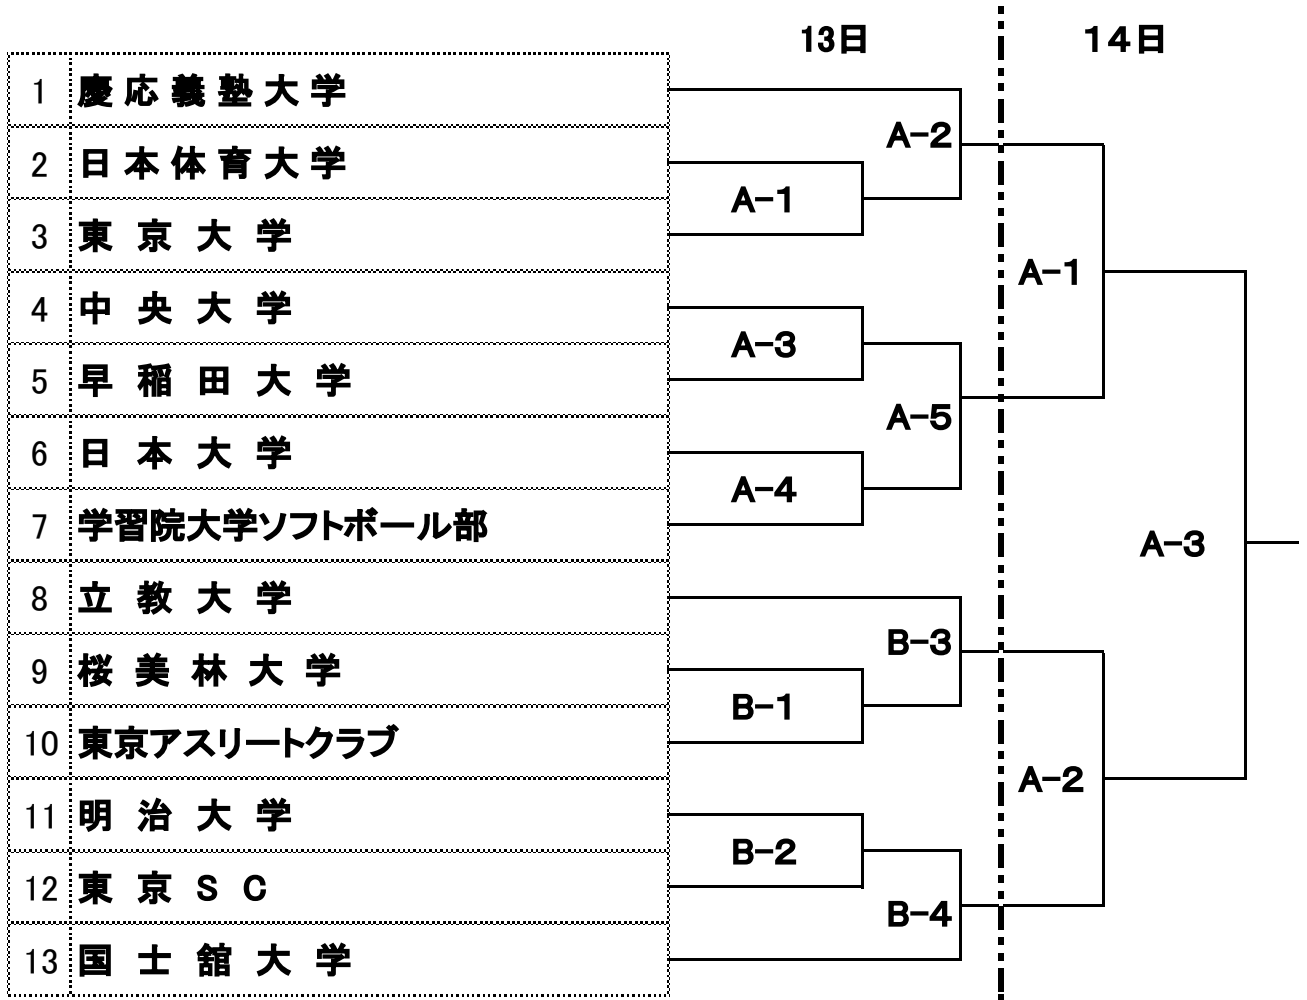 13日 １４日
1 慶応義塾大学
A-2
2 日本体育大学
A-1
3 東京大学
A-1
4 中央大学
A-3
5 早稲田大学
A-5
6 日本大学
A-4
7 学習院大学ソフトボール部
A-3
8 立教大学
B-3
9 桜美林大学
B-1
10 東京アスリートクラブ
A-2
11 明治大学
B-2
12 東京ＳＣ
B-4
13 国士舘大学